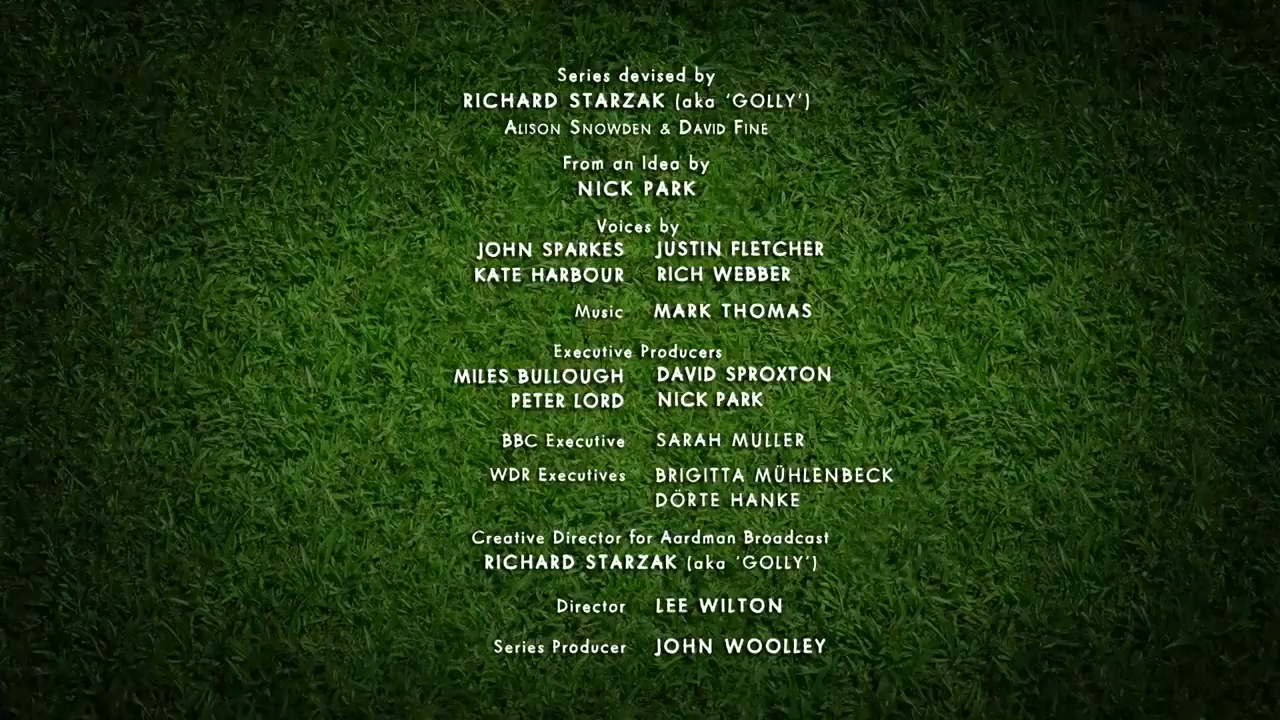 Series devised by
RICHARD STARZAK (aka ‘GOLLY’)
ALISON SNOWDEN & DAVID FINE
From an Idea by
NICK PARK
Voices by
JOHN SPARKES JUSTIN FLETCHER
KATE HARBOUR RICH WEBBER
Music MARK THOMAS
Executive Producers
MILES BULLOUGH DAVID SPROXTON
PETER LORD NICK PARK
BBC Executive SARAH MULLER
WDR Executives BRIGITTA MÜHLENBECK
DÖRTE HANKE
Creative Director for Aardman Broadcast
RICHARD STARZAK (aka ‘GOLLY’)
Director LEE WILTON
Series Producer JOHN WOOLLEY